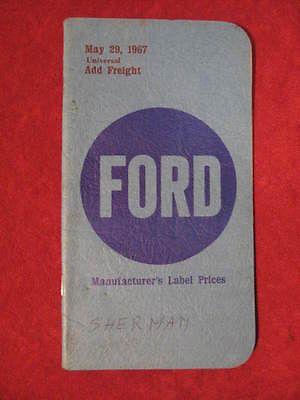 May 29, 1967
Universal
Add Freight
FORD
Manufacturer's Label Prices
SHERMAN